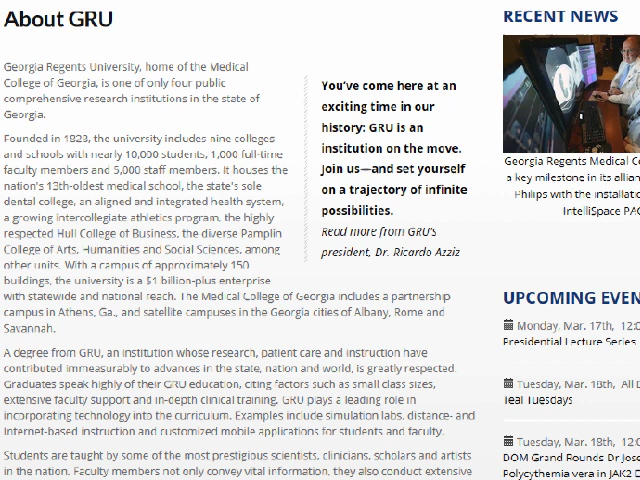 About GRU
Georgia Regents University, home of the Medical
College of Georgia, is one of only four public
comprehensive research institutions in the state of
Georgia.
Founded in 1828, the university includes nine colleges
and schools with nearly 10,000 students, 1,000 full-time
faculty members and 5,000 staff members. It houses the
nation's 13th-oldest medical school, the state's sole
dental college, an aligned and integrated health system,
a growing intercollegiate athletics program, the highly
respected Hull College of Business, the diverse Pamplin
College of Arts, Humanities and Social Sciences, among
other units. With a campus of approximately 150
buildings, the university is a $1 billion-plus enterprise
with statewide and national reach. The Medical College of Georgia includes a partnership
campus in Athens, Ga., and satellite campuses in the Georgia cities of Albany, Rome and
Savannah.
A degree from GRU, an institution whose research, patient care and instruction have
contributed immeasurably to advances in the state, nation and world, is greatly respected.
Graduates speak highly of their GRU education, citing factors such as small class sizes,
extensive faculty support and in-depth clinical training. GRU plays a leading role in
incorporating technology into the curriculum. Examples include simulation labs, distance- and
Internet-based instruction and customized mobile applications for students and faculty.
Students are taught by some of the most prestigious scientists, clinicians, scholars and artists
in the nation. Faculty members not only convey vital information, they also conduct extensive
You've come here at an
exciting time in our
history: GRU is an
institution on the move.
Join us—and set yourself
on a trajectory of infinite
possibilities.
Read more from GRU's
president, Dr. Ricardo Azziz
RECENT NEWS
Georgia Regents Medical Ce
a key milestone in its allian
Philips with the installatio
IntelliSpace PAC
UPCOMING EVEN
Monday, Mar. 17th, 12:0
Presidential Lecture Series
Tuesday, Mar. 18th, All D
Teal Tuesdays
Tuesday, Mar. 18th, 12:0
DOM Grand Rounds Dr Jose
Polycythemia vera in JAK2 D